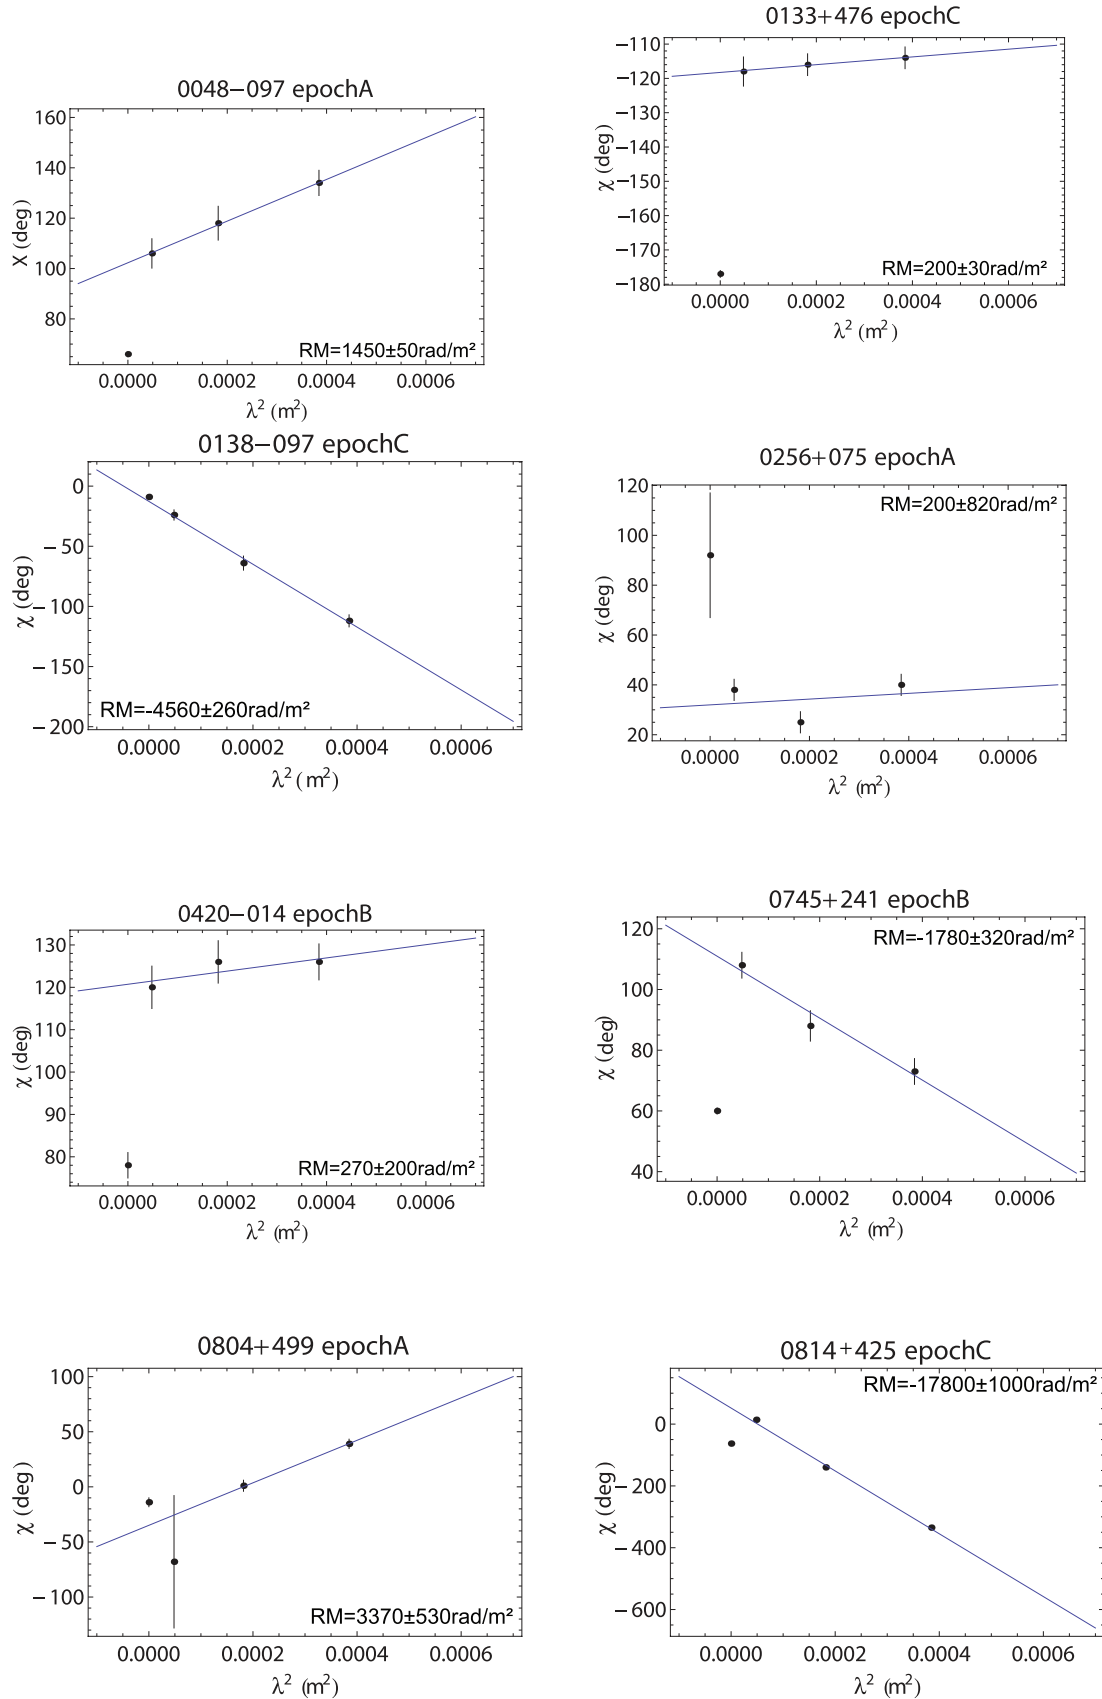 0048−097 epochA
160
140
120
100
80
χ (deg)
RM=1450±50rad/m²
0.0000 0.0002 0.0004 0.0006
λ² (m²)
0133+476 epochC
−110
−120
−130
−140
−150
−160
−170
−180
χ (deg)
RM=200±30rad/m²
0.0000 0.0002 0.0004 0.0006
λ² (m²)
0138−097 epochC
0
−50
−100
−150
−200
χ (deg)
RM=-4560±260rad/m²
0.0000 0.0002 0.0004 0.0006
λ² (m²)
0256+075 epochA
120
100
80
60
40
20
χ (deg)
RM=200±820rad/m²
0.0000 0.0002 0.0004 0.0006
λ² (m²)
0420−014 epochB
130
120
110
100
90
80
χ (deg)
RM=270±200rad/m²
0.0000 0.0002 0.0004 0.0006
λ² (m²)
0745+241 epochB
120
100
80
60
40
χ (deg)
RM=-1780±320rad/m²
0.0000 0.0002 0.0004 0.0006
λ² (m²)
0804+499 epochA
100
50
0
−50
−100
χ (deg)
RM=3370±530rad/m²
0.0000 0.0002 0.0004 0.0006
λ² (m²)
0814+425 epochC
0
−200
−400
−600
χ (deg)
RM=-17800±1000rad/m²
0.0000 0.0002 0.0004 0.0006
λ² (m²)